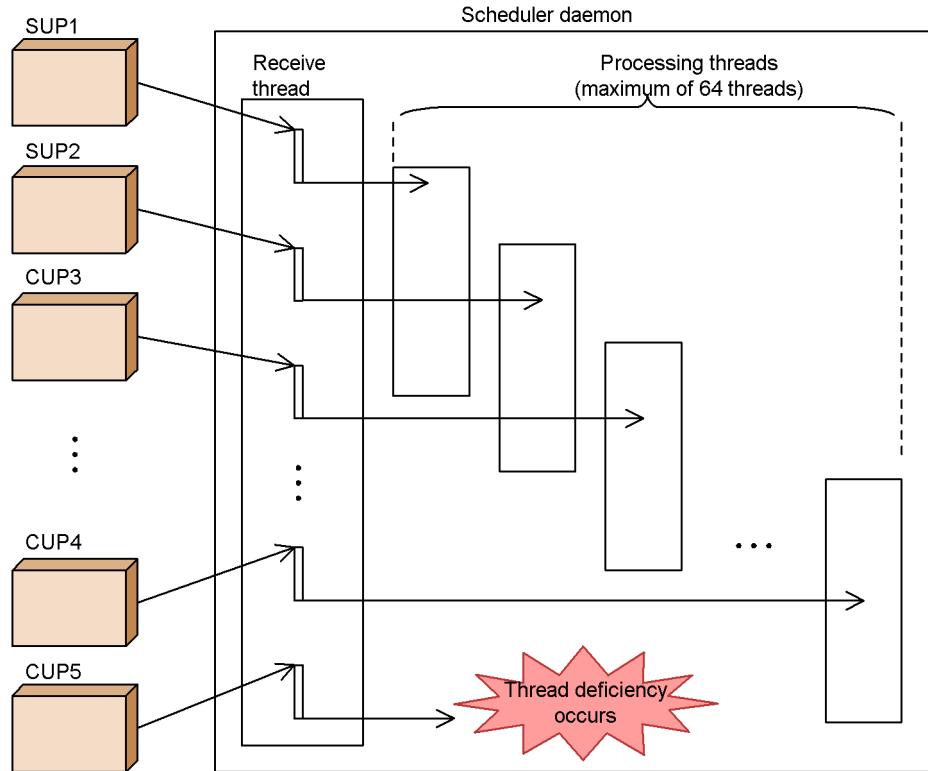 Scheduler daemon
SUP1
SUP2
CUP3
CUP4
CUP5
Receive
thread
Processing threads
(maximum of 64 threads)
Thread deficiency
occurs